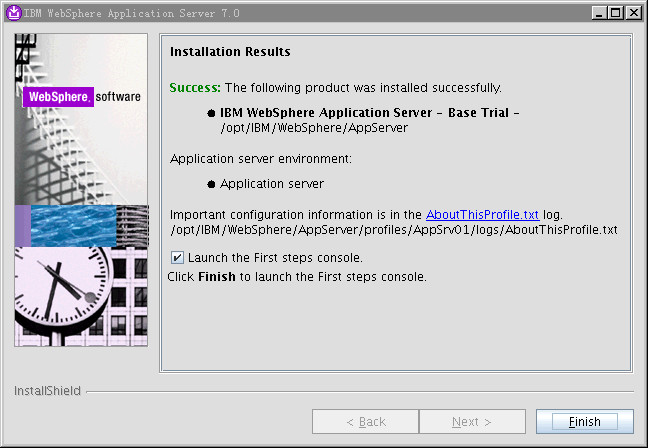 IBM WebSphere Application Server 7.0
WebSphere. software
Installation Results
Success: The following product was installed successfully.
IBM WebSphere Application Server - Base Trial -
/opt/IBM/WebSphere/AppServer
Application server environment:
Application server
Important configuration information is in the AboutThisProfile.txt log.
/opt/IBM/WebSphere/AppServer/profiles/AppSrv01/logs/AboutThisProfile.txt
Launch the First steps console.
Click Finish to launch the First steps console.
InstallShield
< Back
Next >
Finish